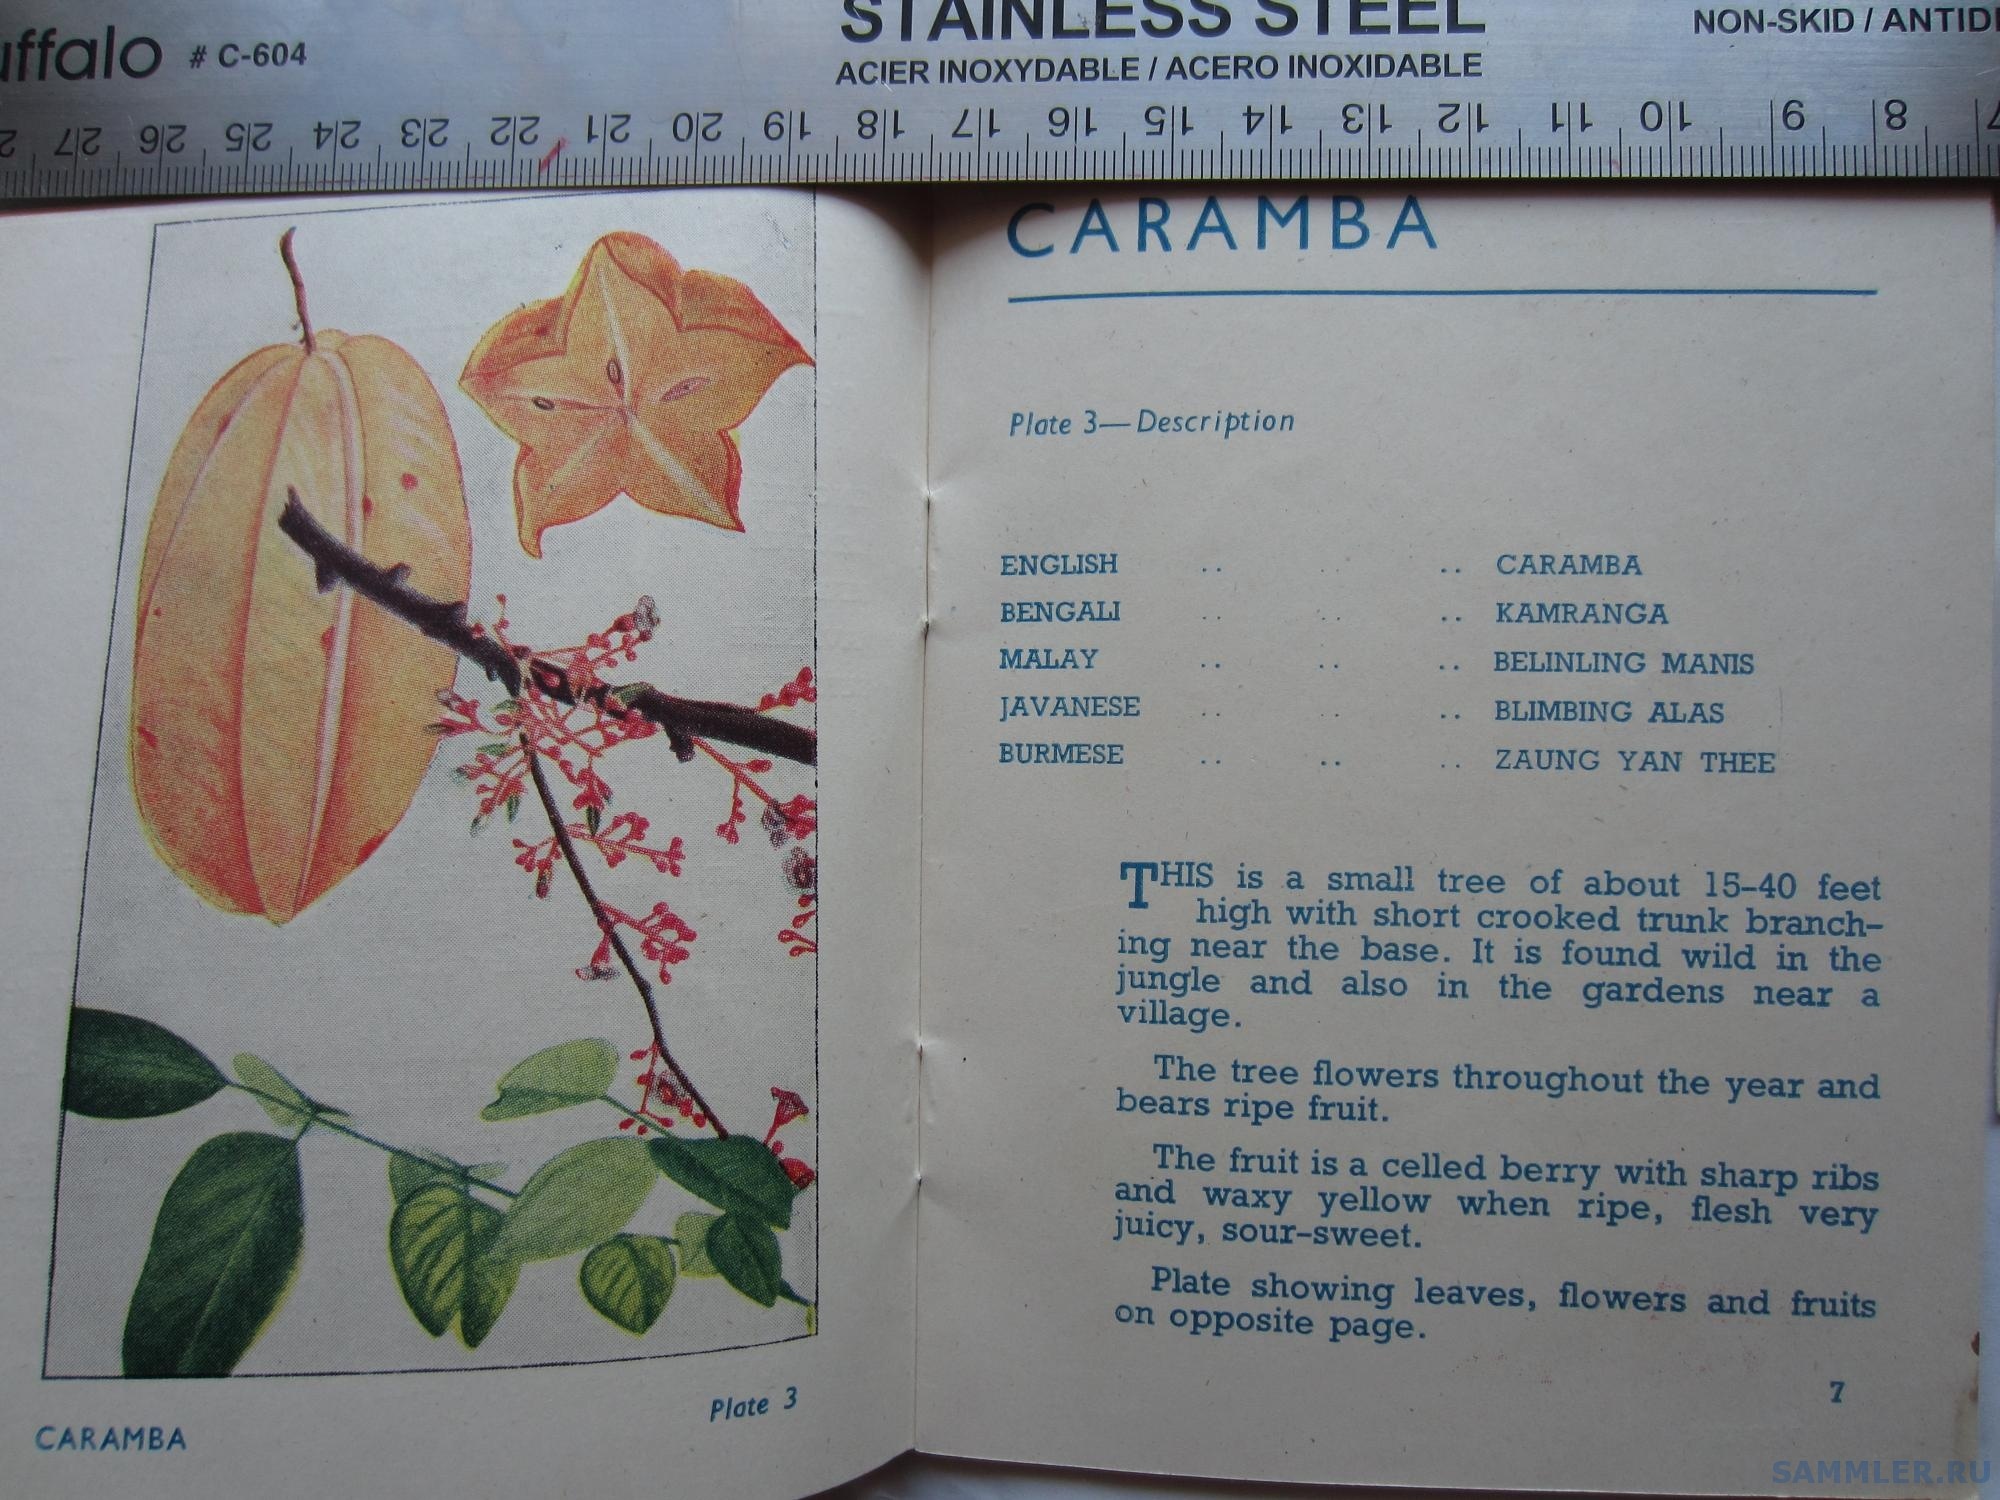 uffalo # C-604
STAINLESS STEEL
ACIER INOXYDABLE / ACERO INOXIDABLE
NON-SKID / ANTID
27 26 25 24 23 22 21 20 19 18 17 16 15 14 13 12 11 10 9 8 7
CARAMBA
Plate 3
CARAMBA
Plate 3—Description
ENGLISH .. .. .. CARAMBA
BENGALI .. .. .. KAMRANGA
MALAY .. .. .. BELINLING MANIS
JAVANESE .. .. .. BLIMBING ALAS
BURMESE .. .. .. ZAUNG YAN THEE
THIS is a small tree of about 15-40 feet
high with short crooked trunk branch-
ing near the base. It is found wild in the
jungle and also in the gardens near a
village.
The tree flowers throughout the year and
bears ripe fruit.
The fruit is a celled berry with sharp ribs
and waxy yellow when ripe, flesh very
juicy, sour-sweet.
Plate showing leaves, flowers and fruits
on opposite page.
7
SAMMLER.RU